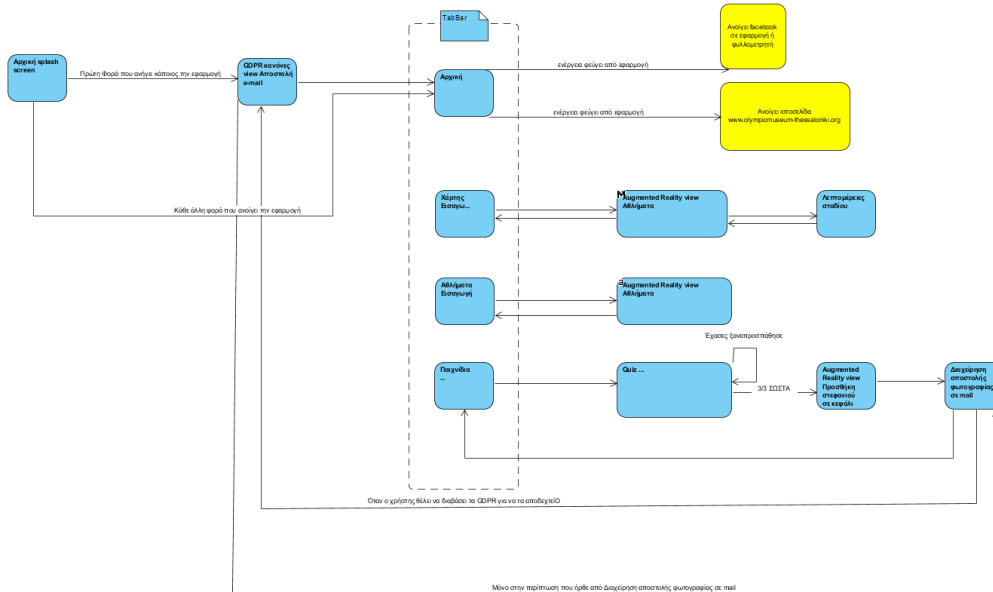 TabBar
Ανοίγει facebook
σε εφαρμογή ή
φυλλομετρητή
Αρχική splash
screen
Πρώτη Φορά που ανήγει κάποιος την εφαρμογή
GDPR κανόνες
view Αποστολή
e-mail
Αρχική
ενέργεια φεύγει από εφαρμογή
ενέργεια φεύγει από εφαρμογή
Ανοίγει ιστοσελίδα
www.olympicmuseum-thessaloniki.org
Κάθε άλλη φορά που ανοίγει την εφαρμογή
Χάρτης
Εισαγω...
Μ
Augmented Reality view
Αθλήματα
Λεπτομέρειες
σταδίου
Αθλήματα
Εισαγωγή
a
Augmented Reality view
Αθλήματα
Έχασες ξαναπροσπάθησε
Παιχνίδια
...
Quiz ...
3/3 ΣΩΣΤΑ
Augmented
Reality view
Προσθήκη
στεφανιού
σε κεφάλι
Διαχείρηση
αποστολής
φωτογραφίας
σε mail
Όταν ο χρήστης θέλει να διαβάσει τα GDPR για να τα αποδεχτείΟ
Μόνο στην περίπτωση που ήρθε από Διαχείρηση αποστολής φωτογραφίας σε mail